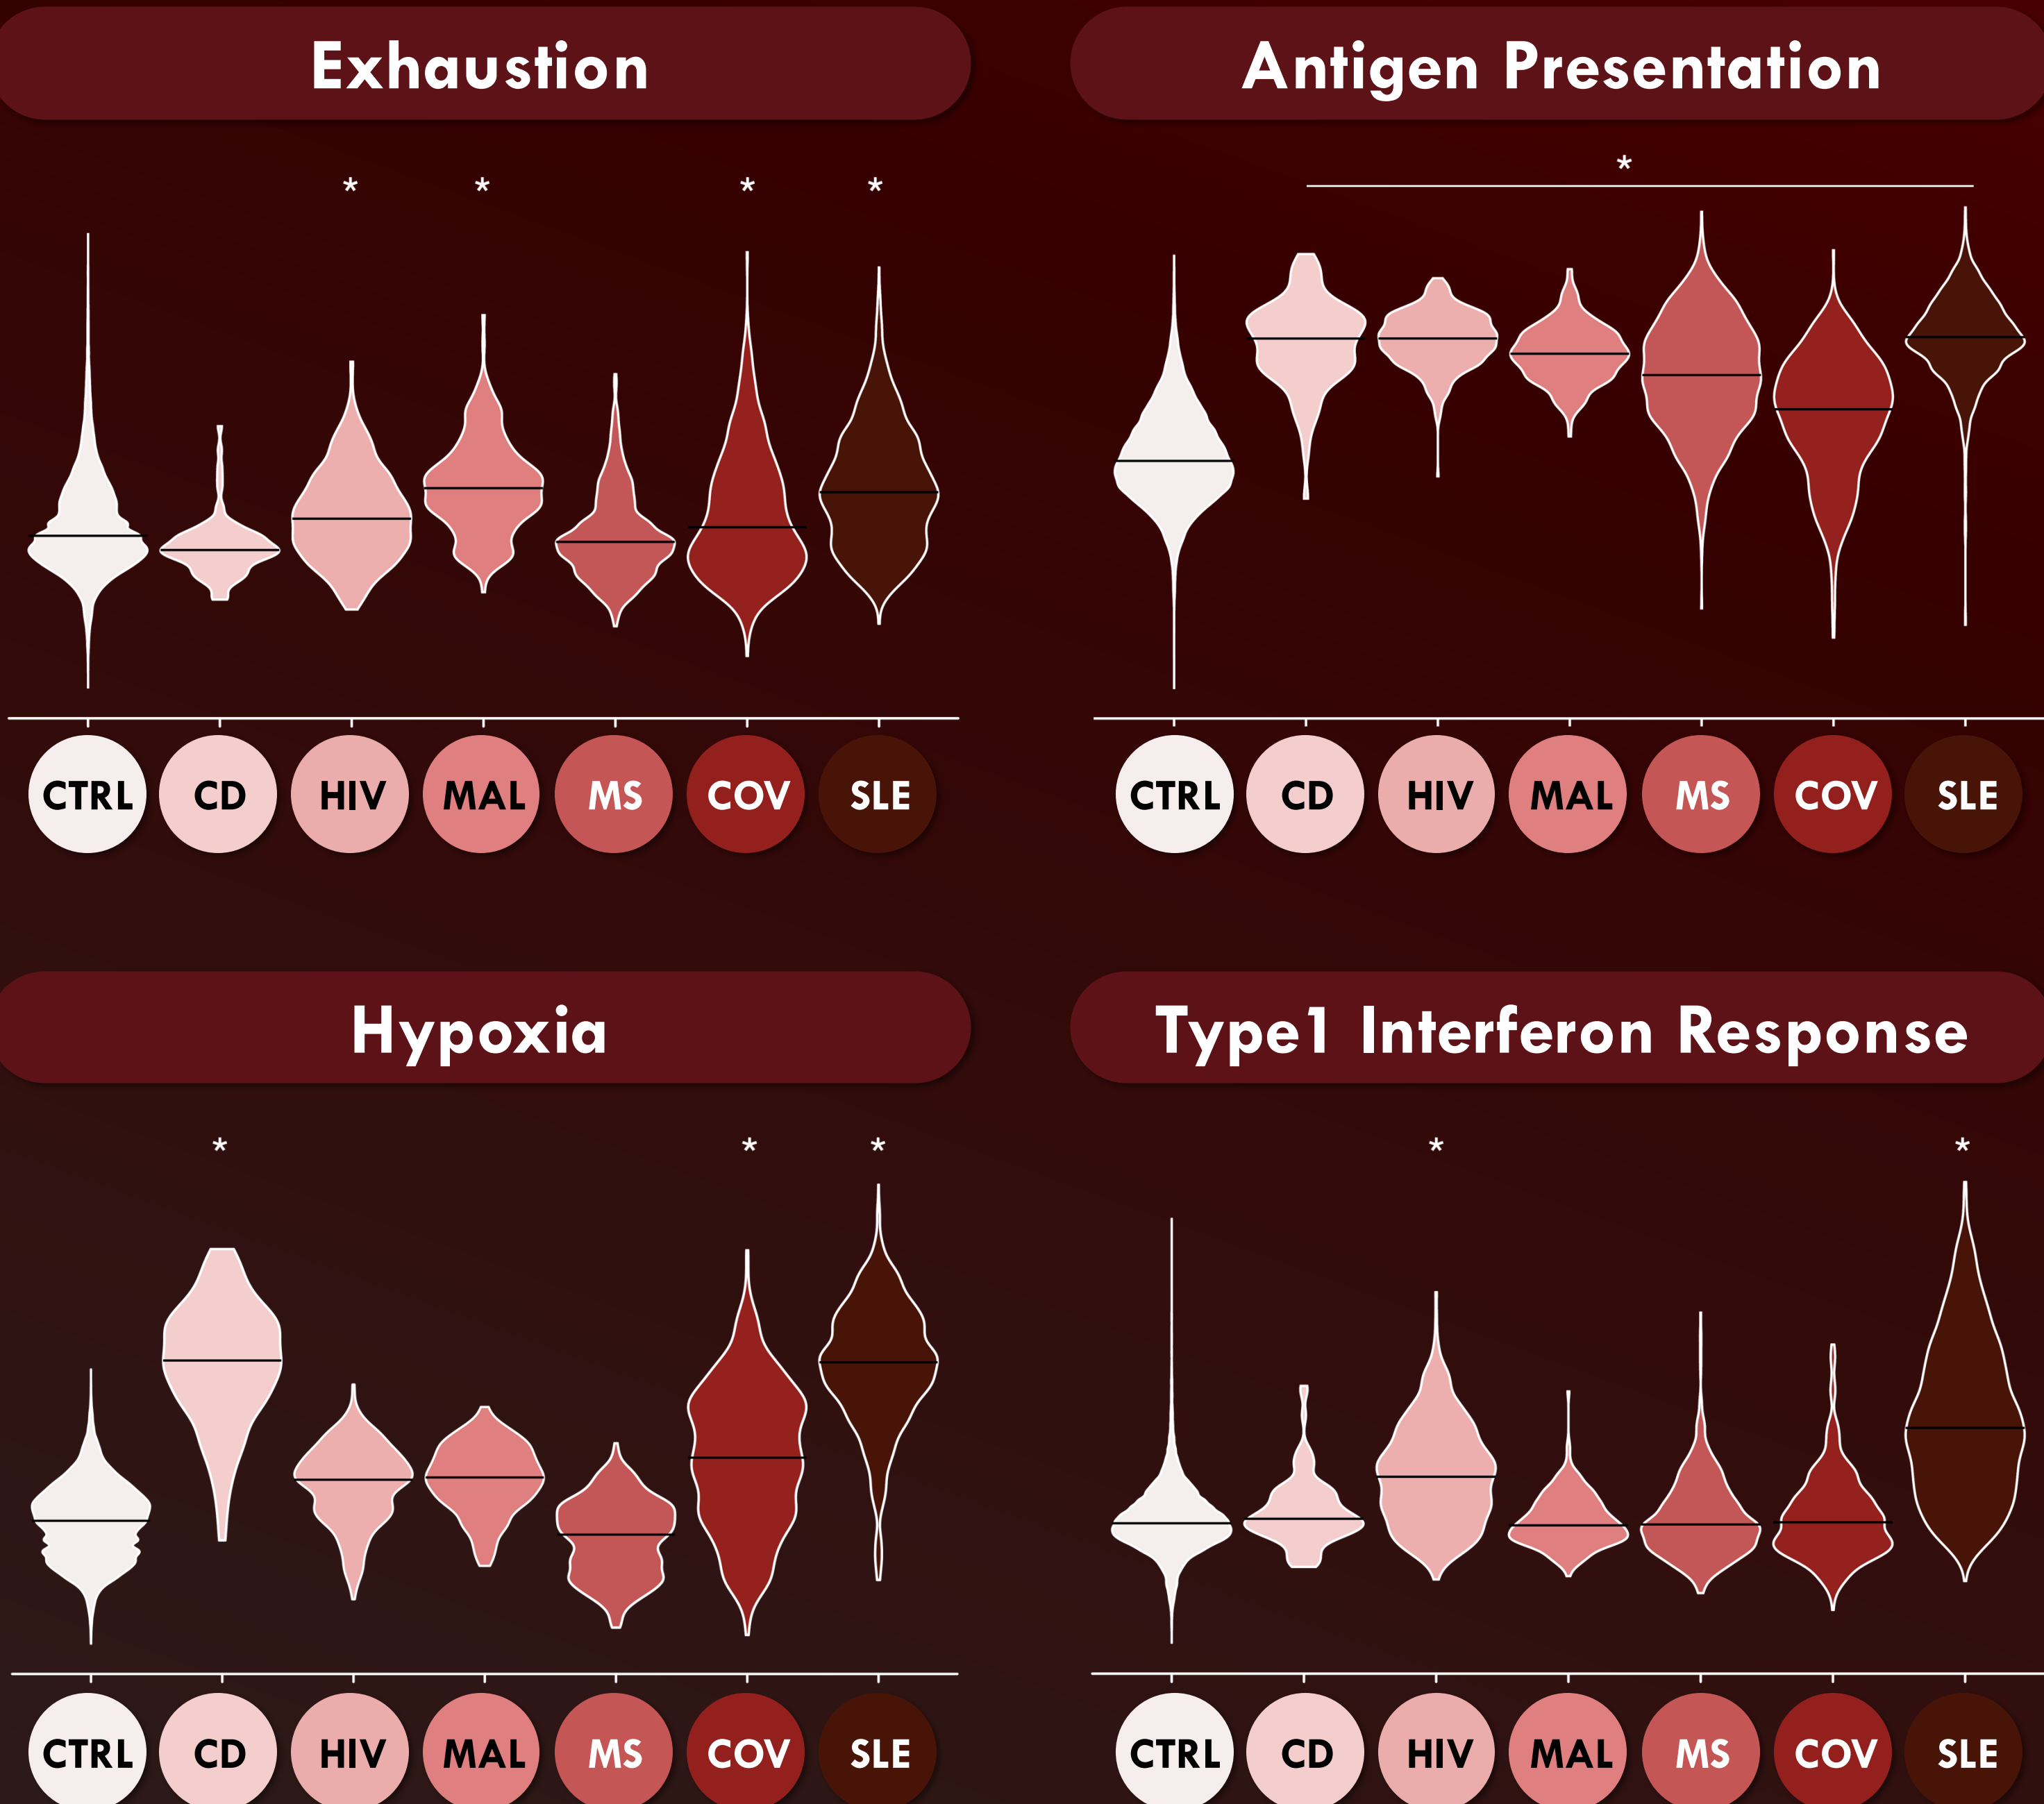 Exhaustion
* * * *
CTRL CD HIV MAL MS COV SLE
Antigen Presentation
*
CTRL CD HIV MAL MS COV SLE
Hypoxia
* * *
CTRL CD HIV MAL MS COV SLE
Type1 Interferon Response
* *
CTRL CD HIV MAL MS COV SLE